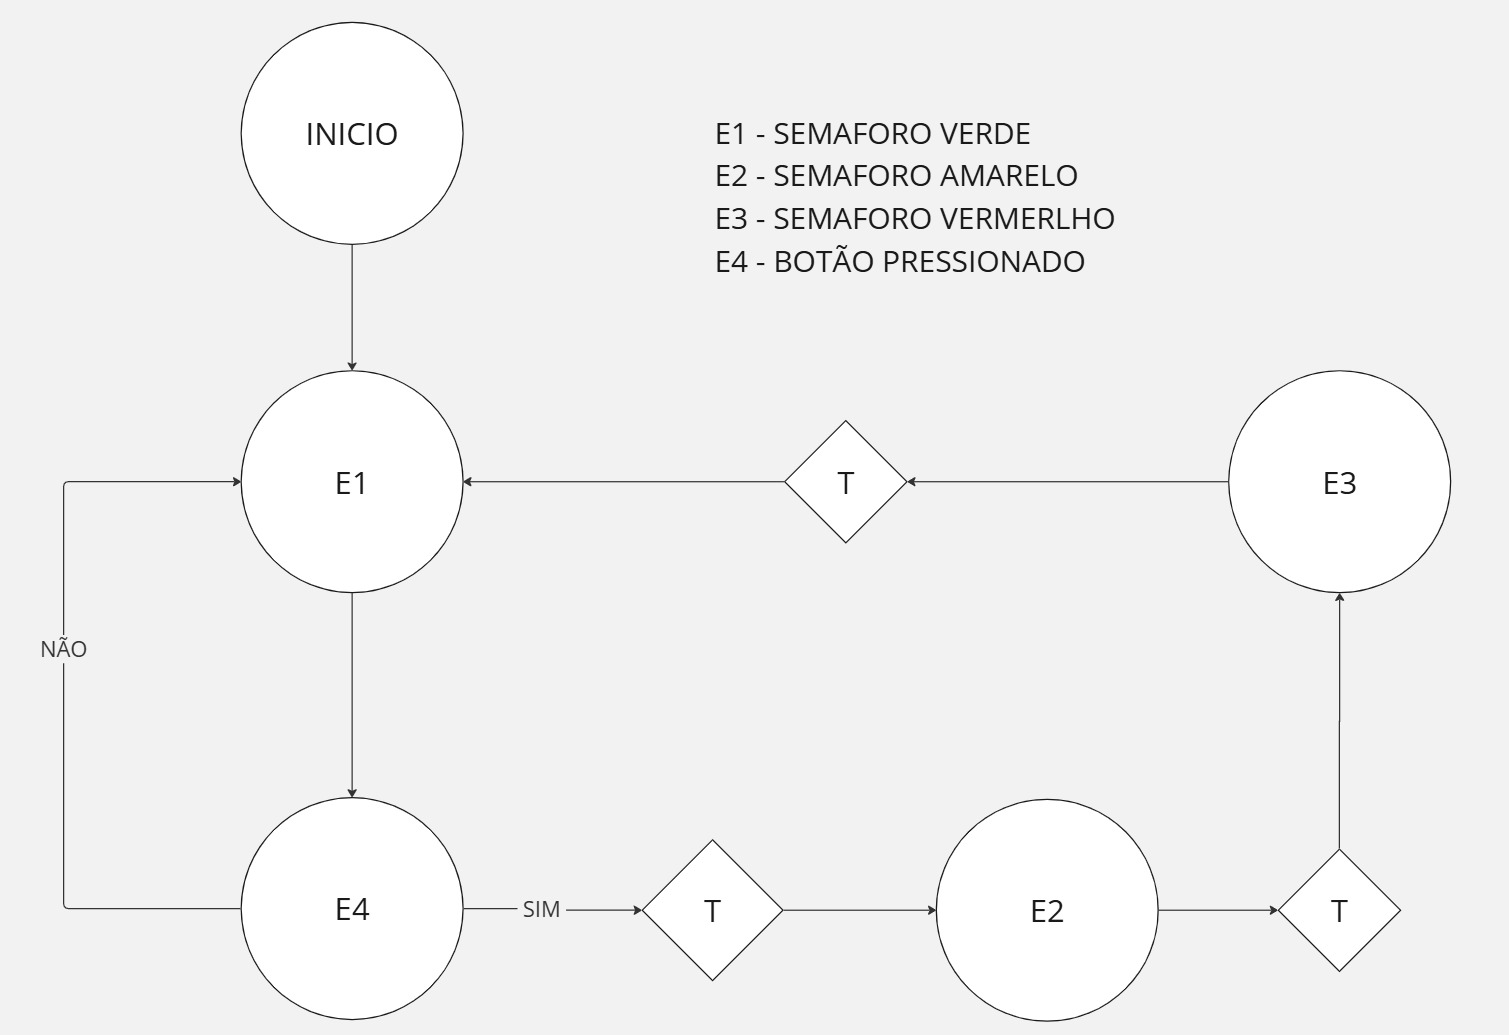 INICIO
E1 - SEMAFORO VERDE
E2 - SEMAFORO AMARELO
E3 - SEMAFORO VERMERLHO
E4 - BOTÃO PRESSIONADO
E1
T
E3
NÃO
E4
SIM
T
E2
T